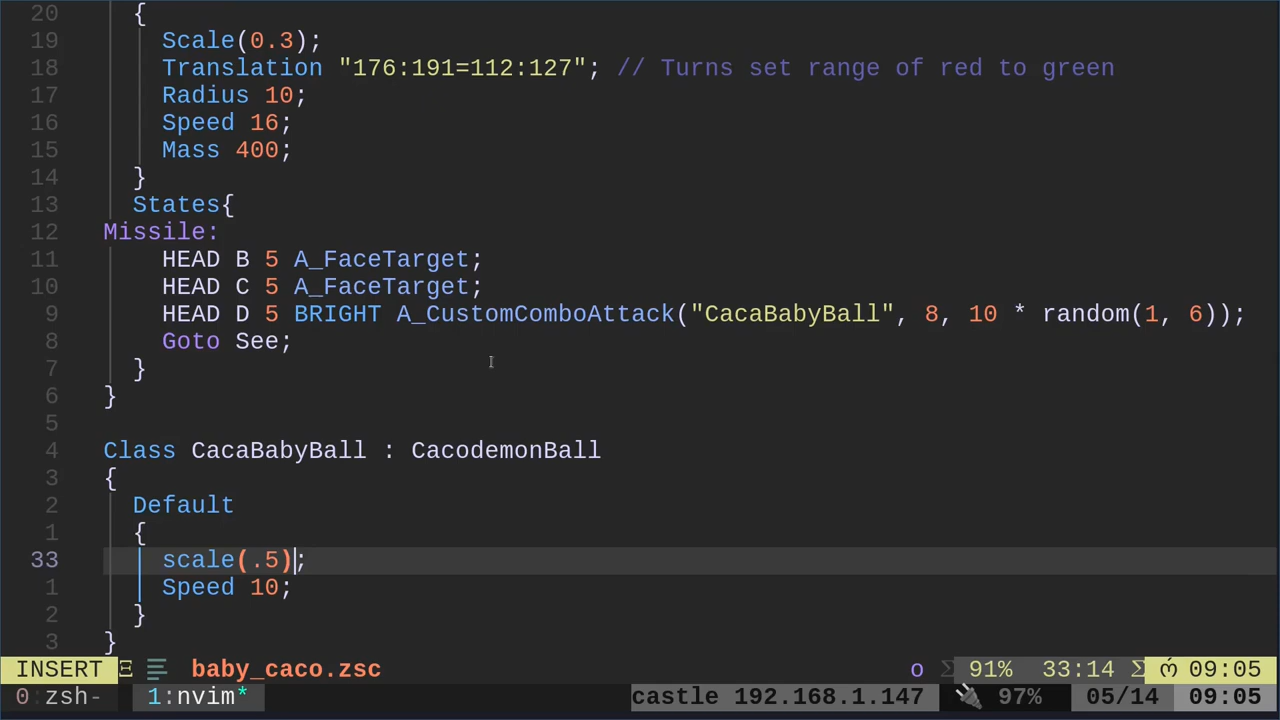 20 {
19 Scale(0.3);
18 Translation "176:191=112:127"; // Turns set range of red to green
17 Radius 10;
16 Speed 16;
15 Mass 400;
14 }
13 States{
12 Missile:
11 HEAD B 5 A_FaceTarget;
10 HEAD C 5 A_FaceTarget;
9 HEAD D 5 BRIGHT A_CustomComboAttack("CacaBabyBall", 8, 10 * random(1, 6));
8 Goto See;
7 }
6 }
5
4 Class CacaBabyBall : CacodemonBall
3 {
2 Default
1 {
33 scale(.5);
1 Speed 10;
2 }
3 }
INSERT baby_caco.zsc o 91% 33:14 09:05
0:zsh- 1:nvim* castle 192.168.1.147 97% 05/14 09:05